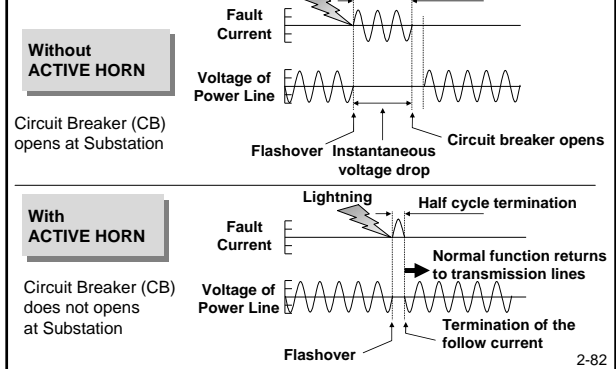 Fault
Current
Without
ACTIVE HORN
Voltage of
Power Line
Circuit Breaker (CB)
opens at Substation
Flashover
Instantaneous
voltage drop
Circuit breaker opens
With
ACTIVE HORN
Lightning
Half cycle termination
Fault
Current
Normal function returns
to transmission lines
Circuit Breaker (CB)
does not opens
at Substation
Voltage of
Power Line
Termination of the
follow current
Flashover
2-82